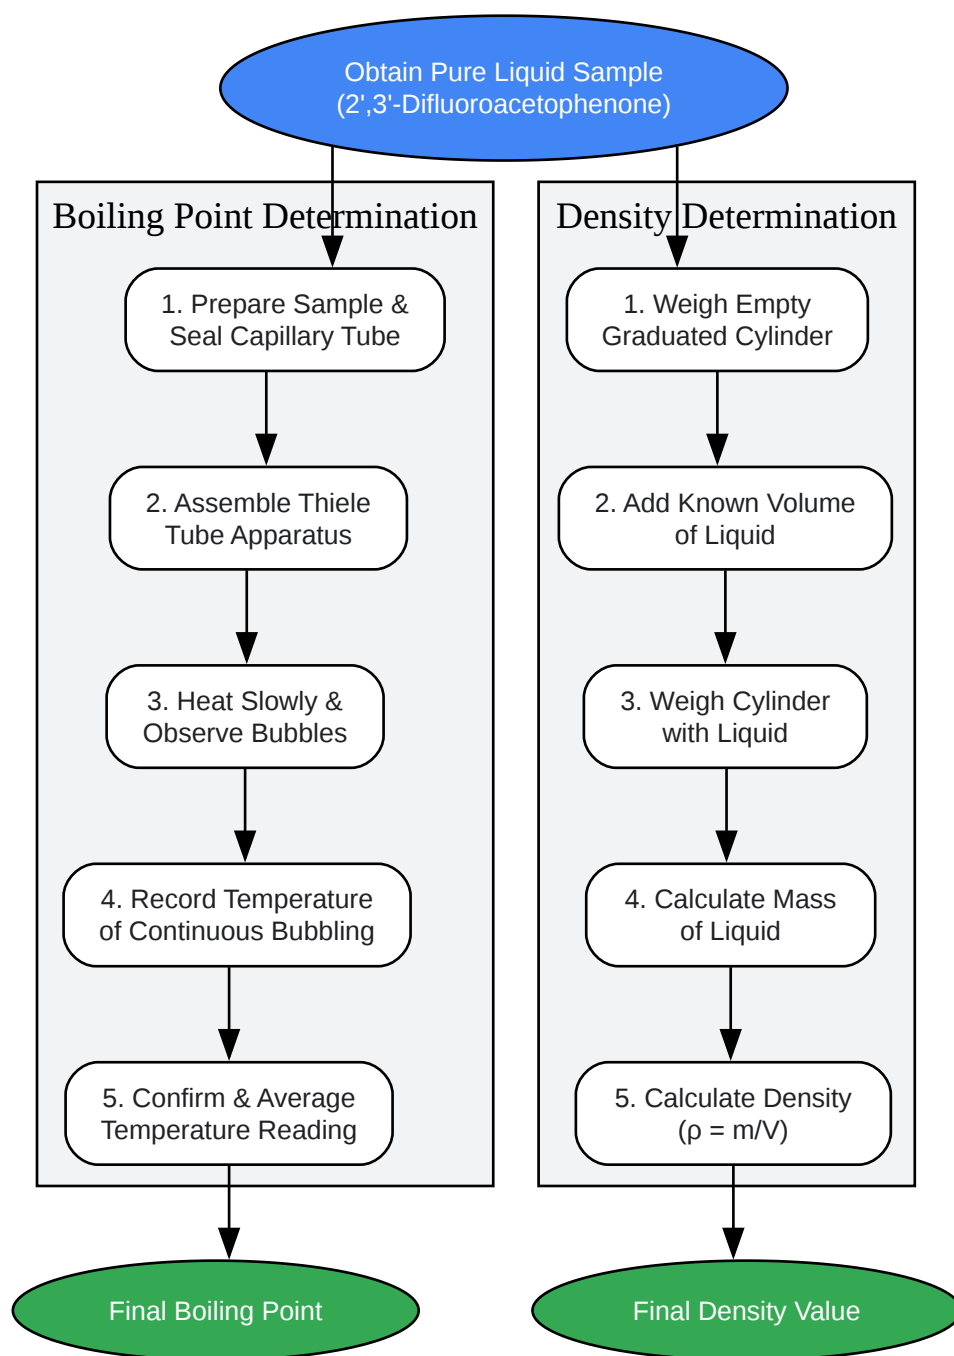 Obtain Pure Liquid Sample
(2',3'-Difluoroacetophenone)
Boiling Point Determination
1. Prepare Sample &
Seal Capillary Tube
2. Assemble Thiele
Tube Apparatus
3. Heat Slowly &
Observe Bubbles
4. Record Temperature
of Continuous Bubbling
5. Confirm & Average
Temperature Reading
Final Boiling Point
Density Determination
1. Weigh Empty
Graduated Cylinder
2. Add Known Volume
of Liquid
3. Weigh Cylinder
with Liquid
4. Calculate Mass
of Liquid
5. Calculate Density
(ρ = m/V)
Final Density Value